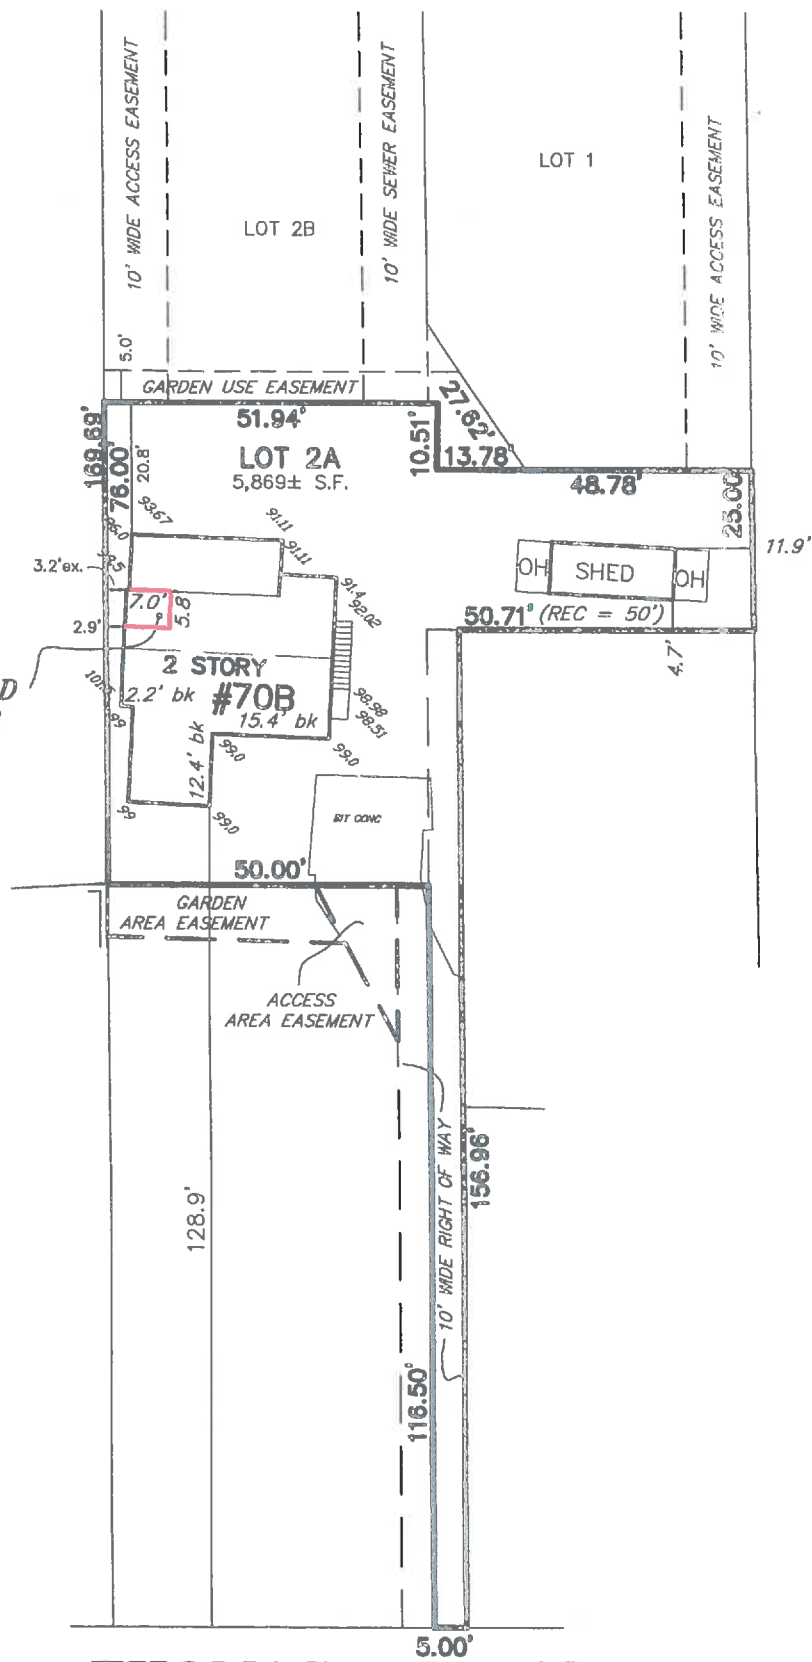 10' WIDE ACCESS EASEMENT
10' WIDE SEWER EASEMENT
LOT 1
10' WIDE ACCESS EASEMENT
LOT 2B
5.0'
GARDEN USE EASEMENT
27.62'
51.94'
169.69'
76.00'
20.8'
LOT 2A
5,869± S.F.
10.51'
13.78
48.78'
25.00'
93.67
91.11
91.11
11.9'
3.2'ex.
OH
SHED
OH
7.0'
5.8'
91.4
92.02
50.71' (REC = 50')
2.9'
4.7'
2 STORY
D
2.2' bk
#70B
15.4' bk
98.98
98.51
12.4' bk
99.0
99.0
99.0
BIT CONC
50.00'
GARDEN
AREA EASEMENT
ACCESS
AREA EASEMENT
10' WIDE RIGHT OF WAY
156.96'
128.9'
116.50'
5.00'